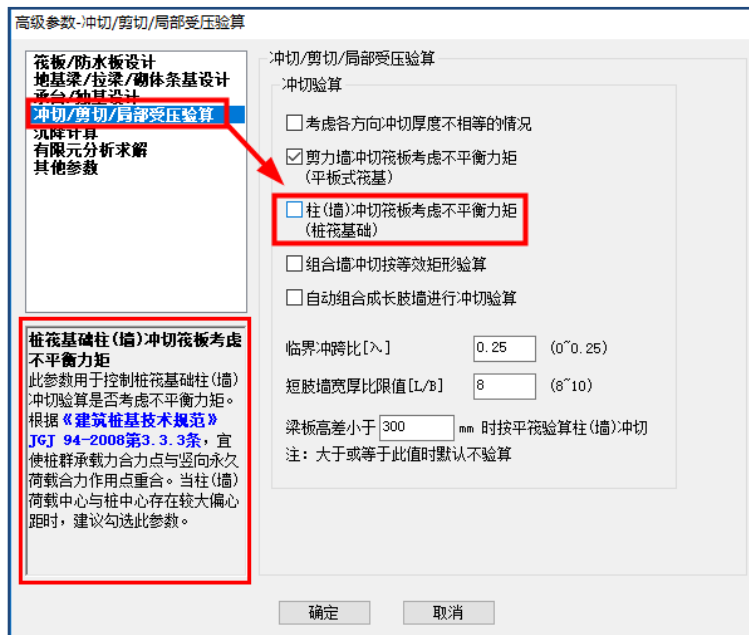 高级参数-冲切/剪切/局部受压验算
筏板/防水板设计
地基梁/拉梁/砌体条基设计
承台/独基设计
冲切/剪切/局部受压验算
沉降计算
有限元分析求解
其他参数
桩筏基础柱(墙)冲切筏板考虑
不平衡力矩
此参数用于控制桩筏基础柱(墙)
冲切验算是否考虑不平衡力矩。
根据《建筑桩基技术规范》
JGJ 94-2008第3.3.3条，宜
使桩群承载力合力点与竖向永久
荷载合力作用点重合。当柱(墙)
荷载中心与桩中心存在较大偏心
距时，建议勾选此参数。
冲切/剪切/局部受压验算
冲切验算
考虑各方向冲切厚度不相等的情况
剪力墙冲切筏板考虑不平衡力矩
(平板式筏基)
柱(墙)冲切筏板考虑不平衡力矩
(桩筏基础)
组合墙冲切按等效矩形验算
自动组合成长肢墙进行冲切验算
临界冲跨比[λ] 0.25 (0~0.25)
短肢墙宽厚比限值[L/B] 8 (8~10)
梁板高差小于 300 mm 时按平筏验算柱(墙)冲切
注：大于或等于此值时默认不验算
确定 取消